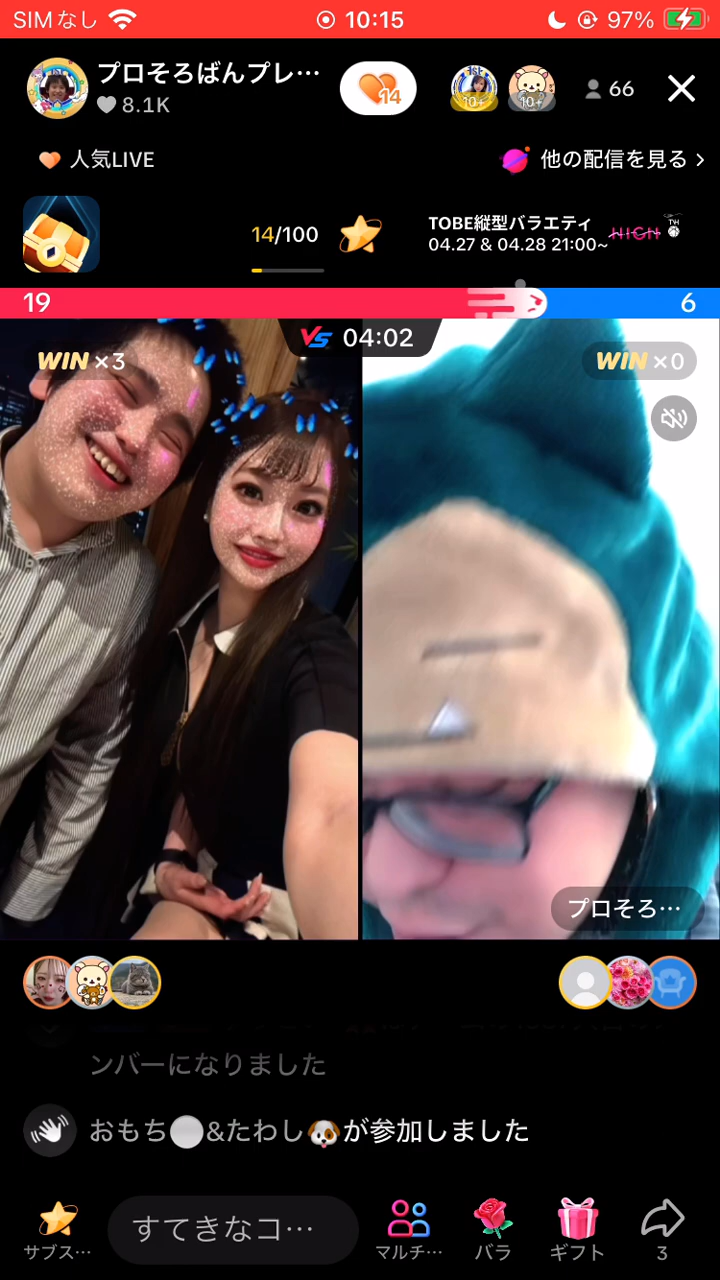 SIMなし 10:15 97%
プロそろばんプレ…
8.1K
14
10+
10+
66
人気LIVE
他の配信を見る
14/100
TOBE縦型バラエティ
04.27 & 04.28 21:00~
HIGH
19
6
VS 04:02
WIN ×3
WIN ×0
プロそろ…
ンバーになりました
おもち⚪&たわし🐶が参加しました
すてきなコ…
サブス…
マルチ…
バラ
ギフト
3